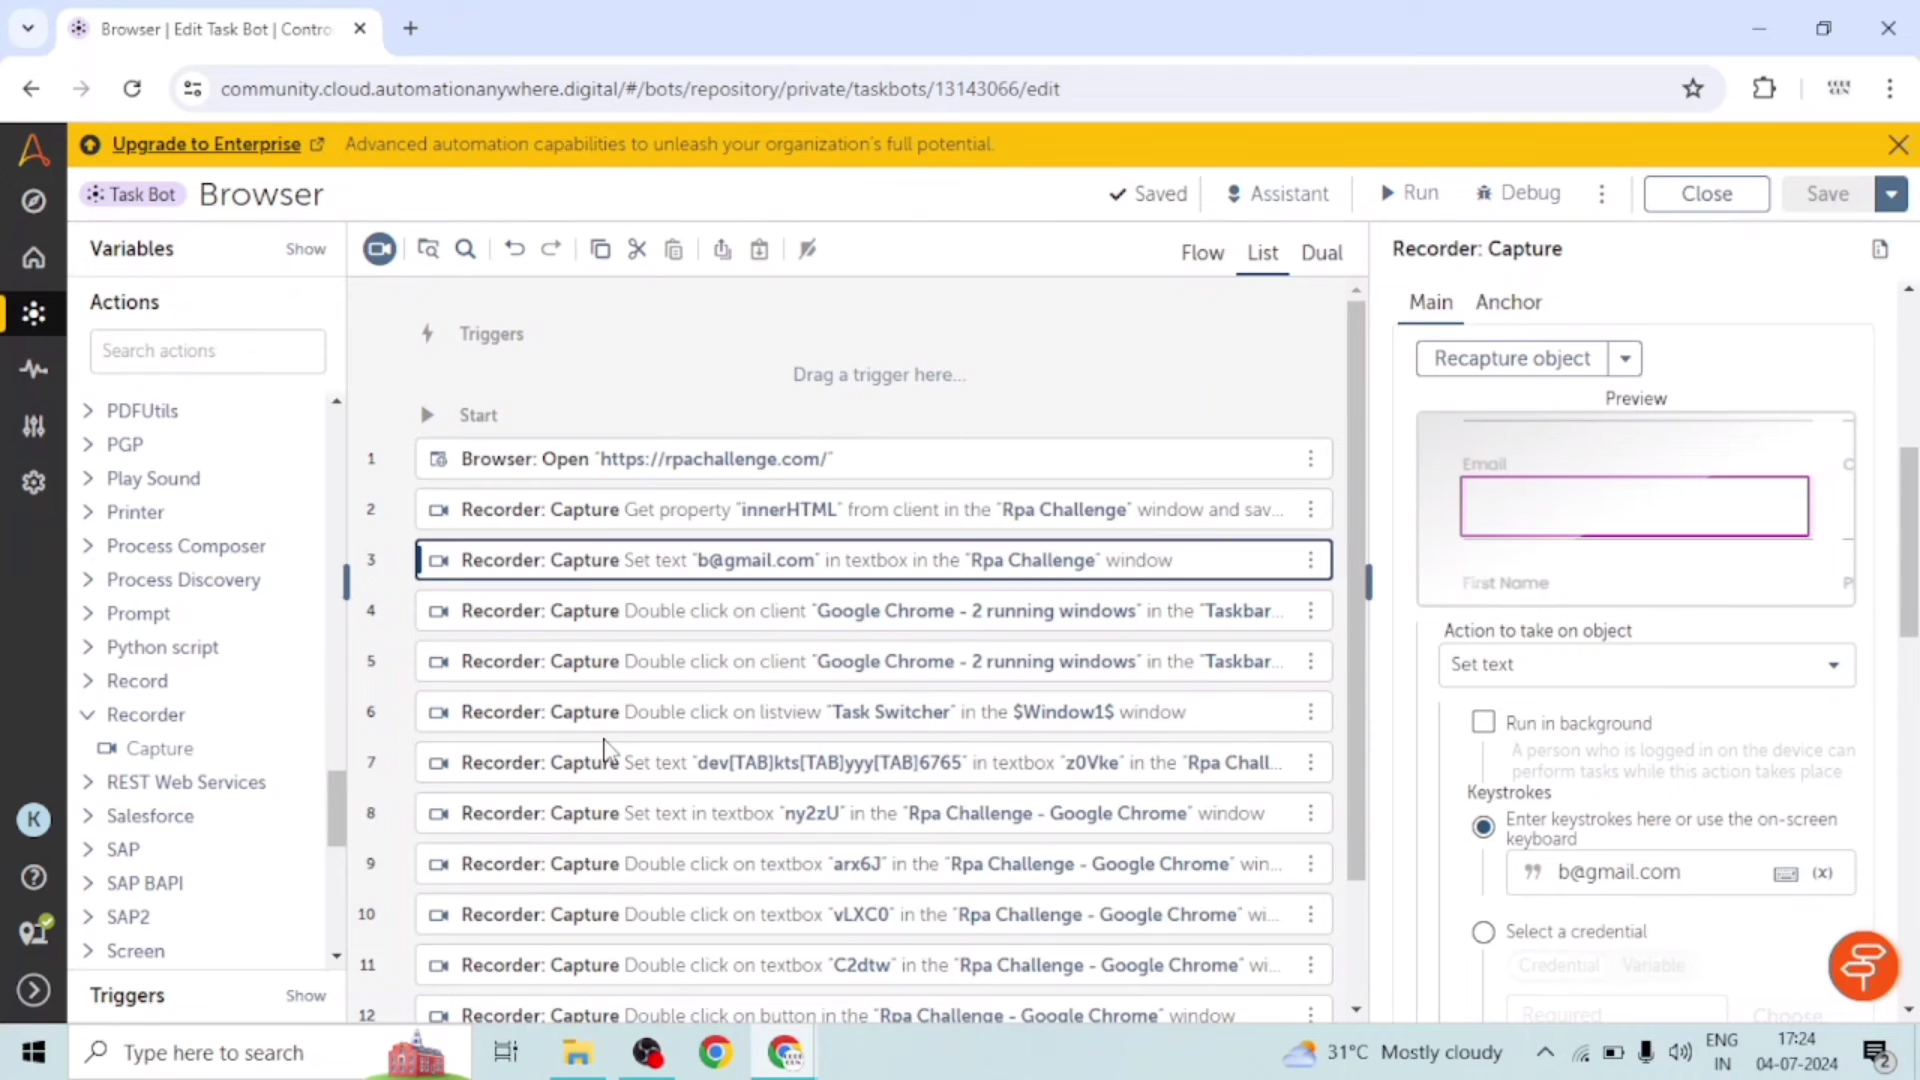 Browser | Edit Task Bot | Contro
community.cloud.automationanywhere.digital/#/bots/repository/private/taskbots/13143066/edit
Upgrade to Enterprise Advanced automation capabilities to unleash your organization's full potential.
Task Bot Browser Saved Assistant Run Debug Close Save
Variables Show
Flow List Dual
Actions
Search actions
PDFUtils
PGP
Play Sound
Printer
Process Composer
Process Discovery
Prompt
Python script
Record
Recorder
Capture
REST Web Services
Salesforce
SAP
SAP BAPI
SAP2
Screen
Triggers Show
Triggers
Drag a trigger here...
Start
1 Browser: Open "https://rpachallenge.com/"
2 Recorder: Capture Get property "innerHTML" from client in the "Rpa Challenge" window and sav...
3 Recorder: Capture Set text "b@gmail.com" in textbox in the "Rpa Challenge" window
4 Recorder: Capture Double click on client "Google Chrome - 2 running windows" in the "Taskbar...
5 Recorder: Capture Double click on client "Google Chrome - 2 running windows" in the "Taskbar...
6 Recorder: Capture Double click on listview "Task Switcher" in the $Window1$ window
7 Recorder: Capture Set text "dev[TAB]kts[TAB]yyy[TAB]6765" in textbox "z0Vke" in the "Rpa Chall...
8 Recorder: Capture Set text in textbox "ny2zU" in the "Rpa Challenge - Google Chrome" window
9 Recorder: Capture Double click on textbox "arx6J" in the "Rpa Challenge - Google Chrome" win...
10 Recorder: Capture Double click on textbox "vLXC0" in the "Rpa Challenge - Google Chrome" wi...
11 Recorder: Capture Double click on textbox "C2dtw" in the "Rpa Challenge - Google Chrome" wi...
12 Recorder: Capture Double click on button in the "Rpa Challenge - Google Chrome" window
Recorder: Capture
Main Anchor
Recapture object
Preview
Email C
First Name P
Action to take on object
Set text
Run in background
A person who is logged in on the device can
perform tasks while this action takes place
Keystrokes
Enter keystrokes here or use the on-screen
keyboard
b@gmail.com (x)
Select a credential
Credential Variable
Required Choose
K
Type here to search
31°C Mostly cloudy
ENG
IN
17:24
04-07-2024
2